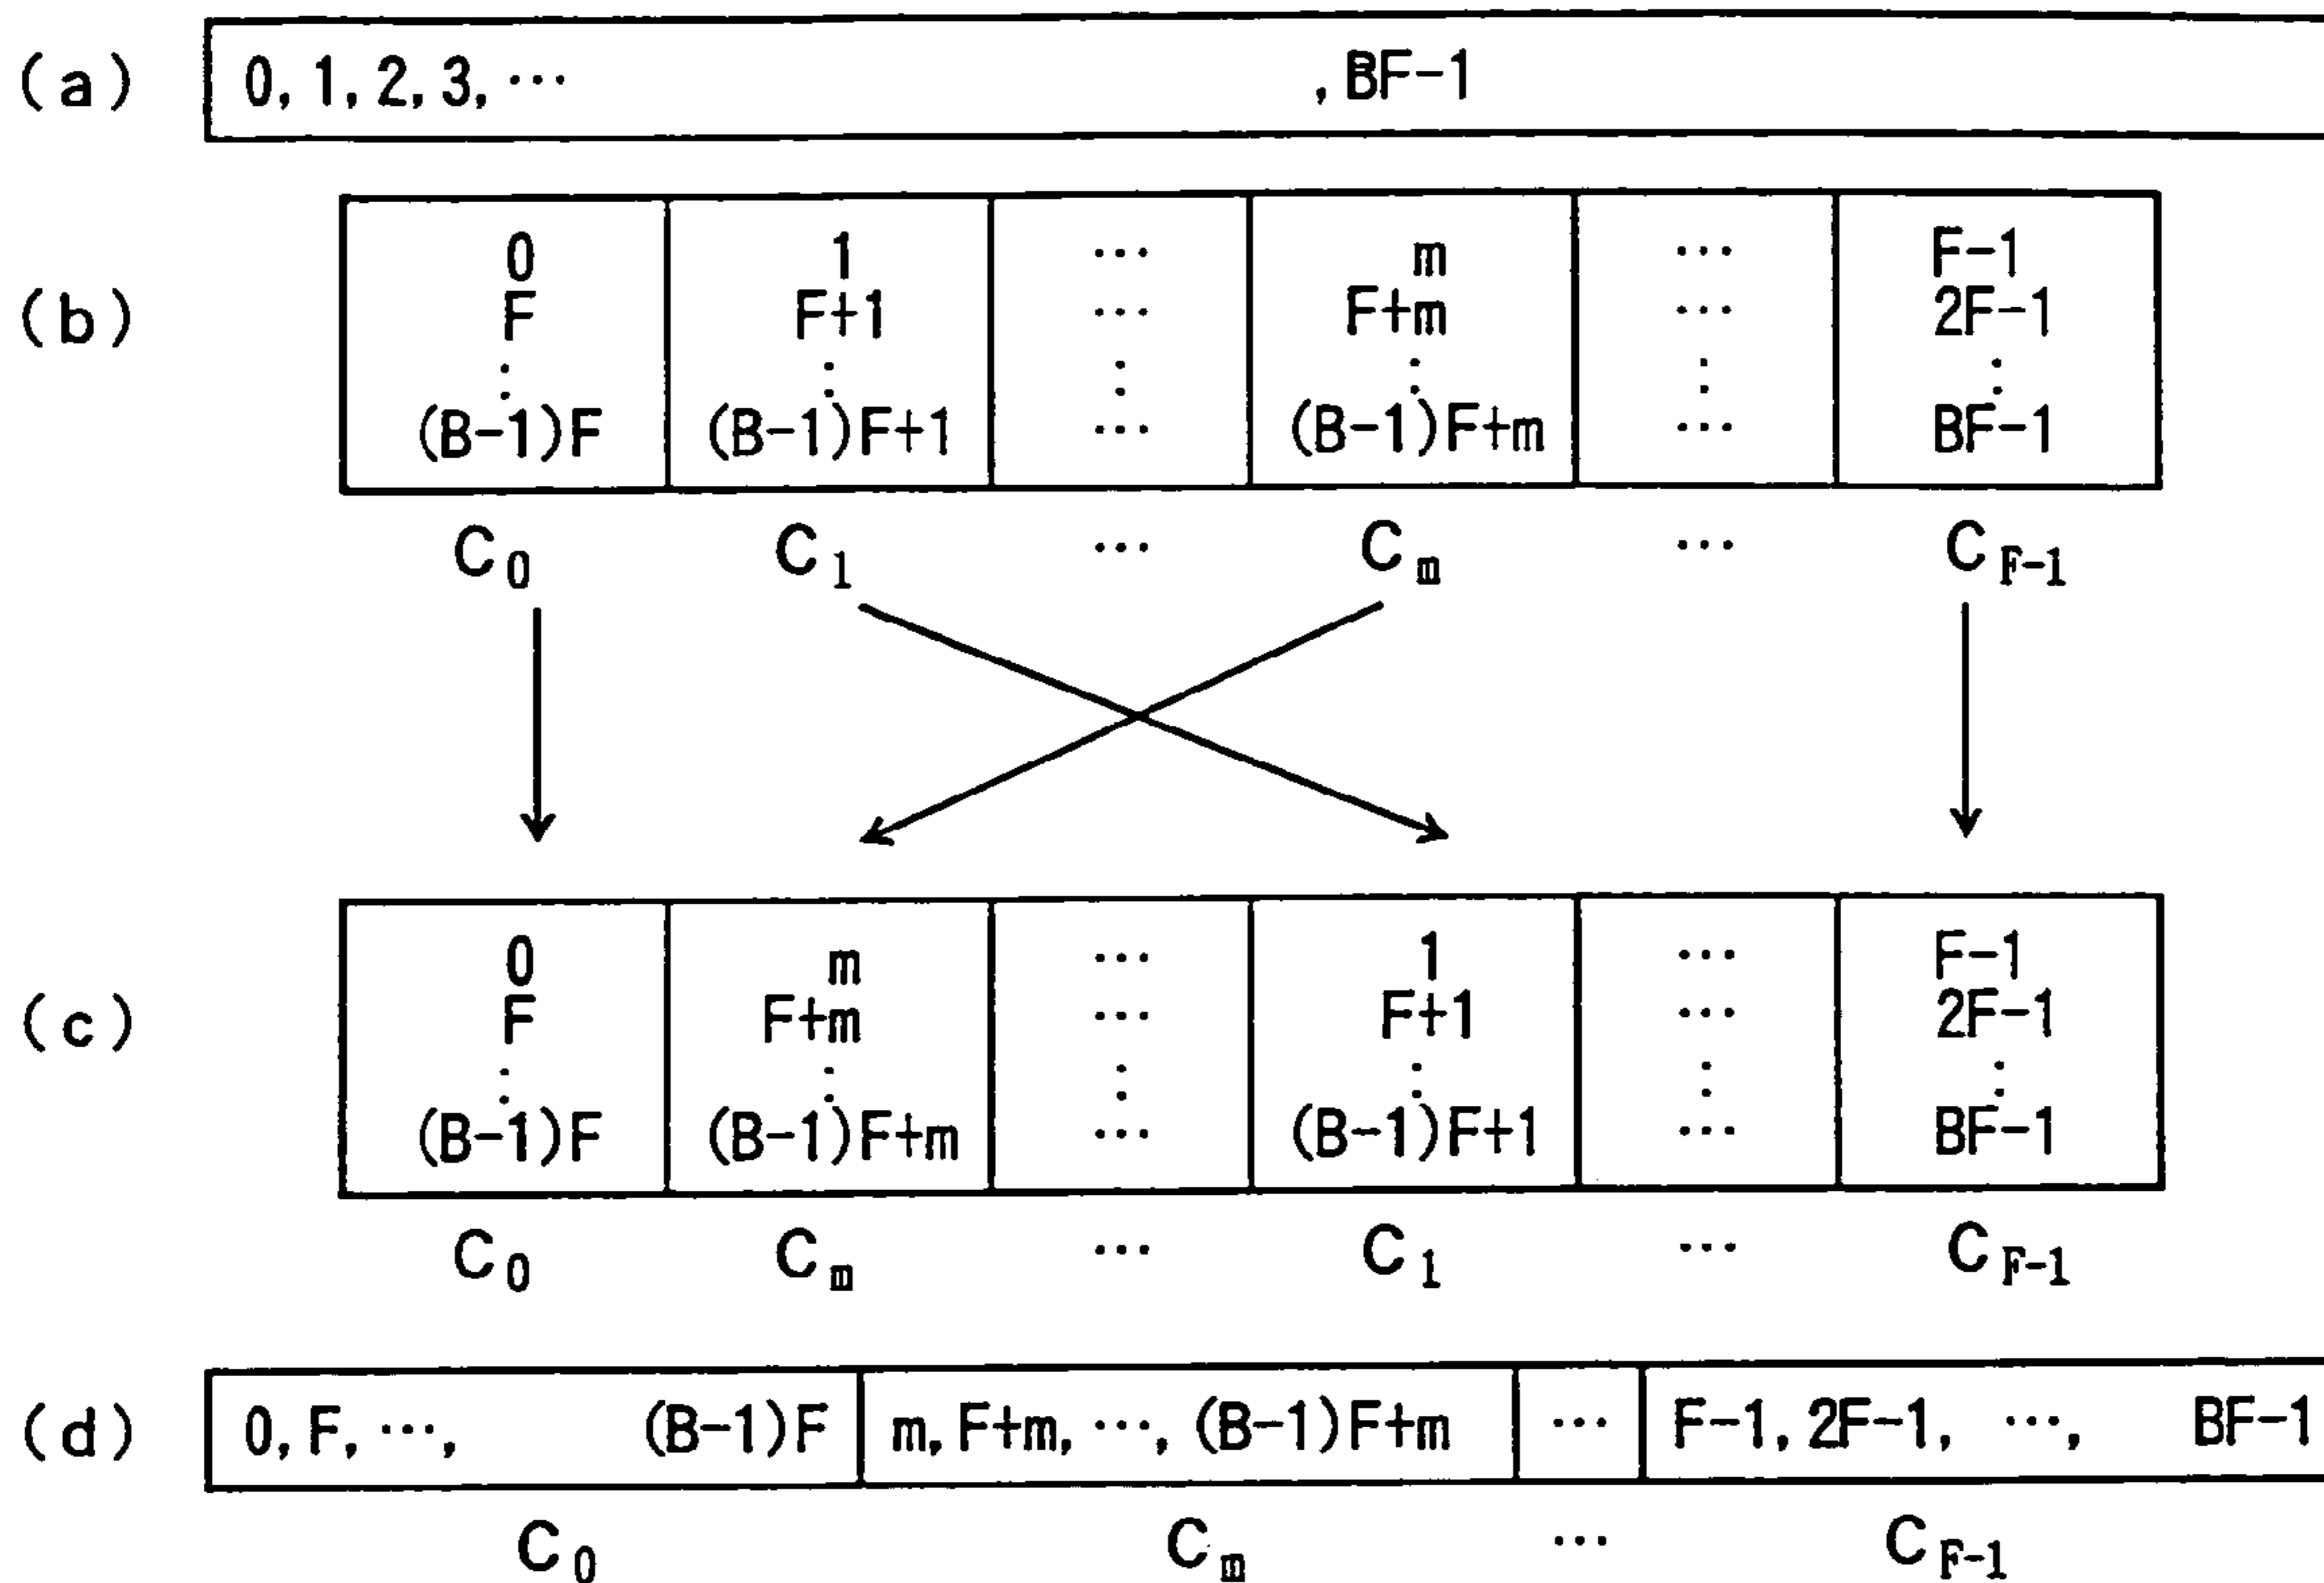 (a) 0, 1, 2, 3, ··· , BF-1
(b)
0 1 ··· m ··· F-1
F F+1 ··· F+m ··· 2F-1
: : : : : :
(B-1)F (B-1)F+1 ··· (B-1)F+m ··· BF-1
C0 C1 ··· Cm ··· CF-1
(c)
0 m ··· 1 ··· F-1
F F+m ··· F+1 ··· 2F-1
: : : : : :
(B-1)F (B-1)F+m ··· (B-1)F+1 ··· BF-1
C0 Cm ··· C1 ··· CF-1
(d) 0, F, ···, (B-1)F m, F+m, ···, (B-1)F+m ··· F-1, 2F-1, ···, BF-1
C0 Cm ··· CF-1